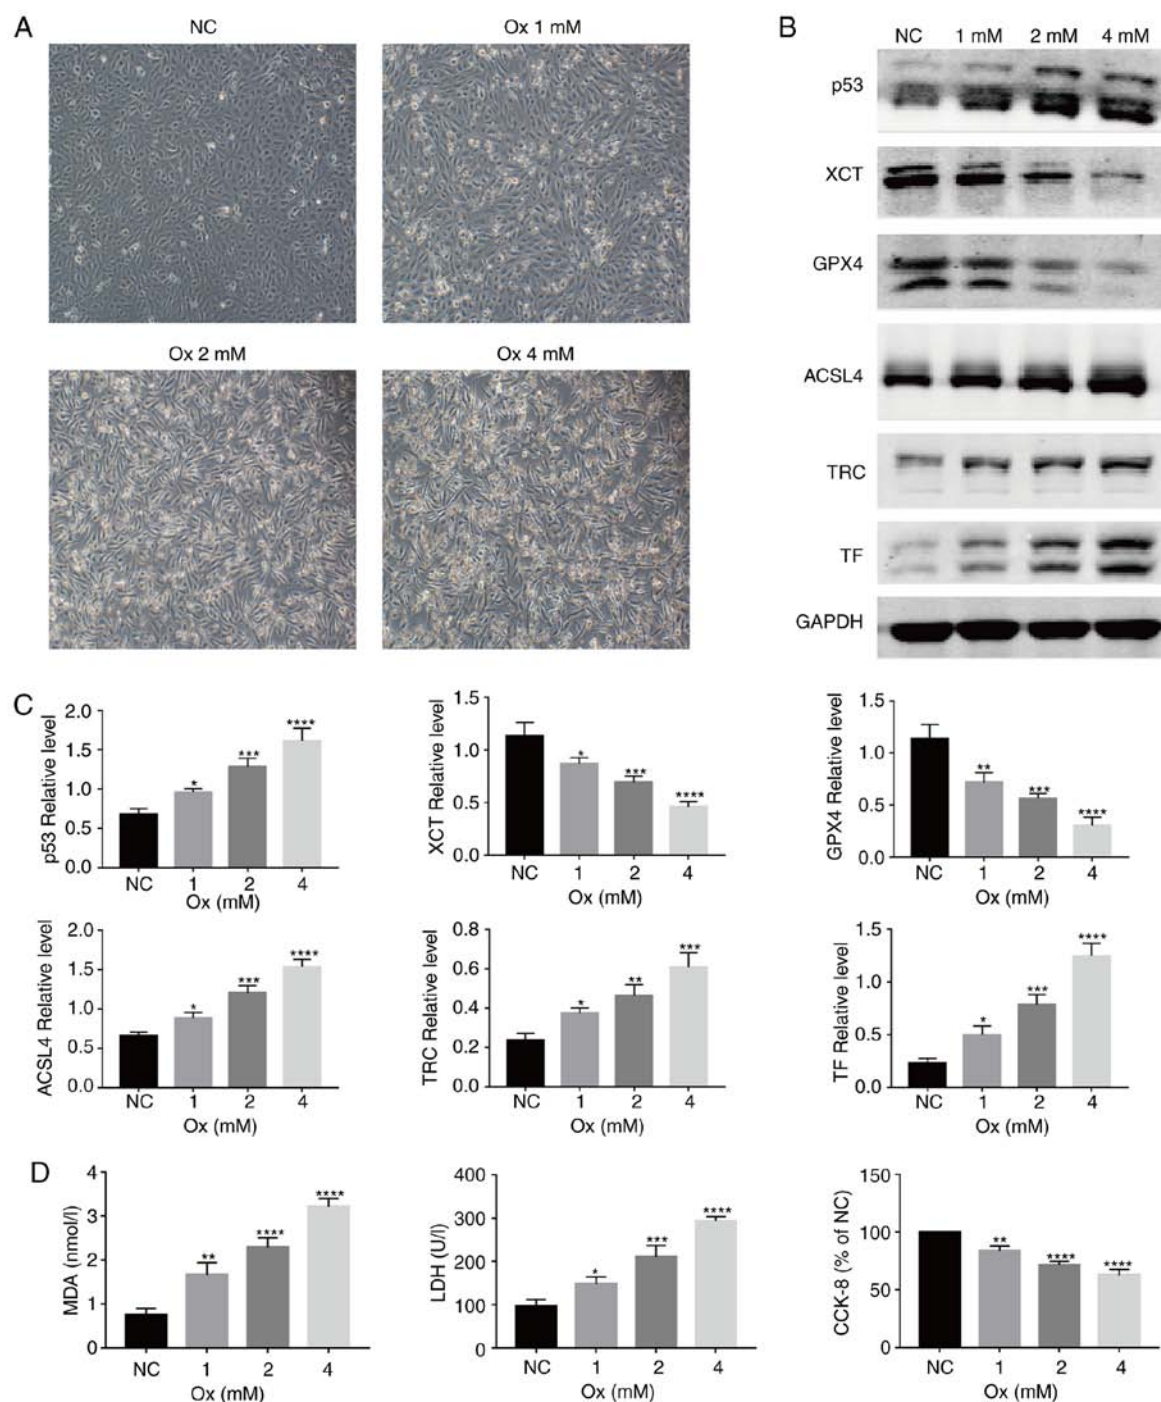 A
NC
Ox 1 mM
Ox 2 mM
Ox 4 mM
B
NC 1 mM 2 mM 4 mM
p53
XCT
GPX4
ACSL4
TRC
TF
GAPDH
C
p53 Relative level
2.0
1.5
1.0
0.5
0.0
*
***
****
NC 1 2 4
Ox (mM)
XCT Relative level
1.5
1.0
0.5
0.0
*
***
****
NC 1 2 4
Ox (mM)
GPX4 Relative level
1.5
1.0
0.5
0.0
**
***
****
NC 1 2 4
Ox (mM)
ACSL4 Relative level
2.0
1.5
1.0
0.5
0.0
*
***
****
NC 1 2 4
Ox (mM)
TRC Relative level
0.8
0.6
0.4
0.2
0.0
*
**
***
NC 1 2 4
Ox (mM)
TF Relative level
1.5
1.0
0.5
0.0
*
***
****
NC 1 2 4
Ox (mM)
D
MDA (nmol/l)
4
3
2
1
0
**
****
****
NC 1 2 4
Ox (mM)
LDH (U/l)
400
300
200
100
0
*
***
****
NC 1 2 4
Ox (mM)
CCK-8 (% of NC)
150
100
50
0
**
****
****
NC 1 2 4
Ox (mM)